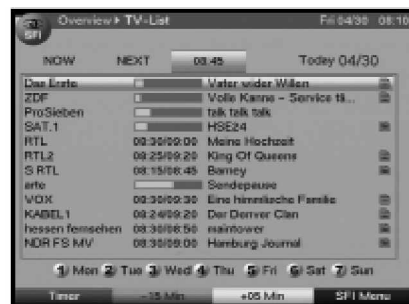 Overview▶ TV-List Fri 04/30 08:10
SFI
NOW NEXT 08:45 Today 04/30
Das Erste Vater wider Willen
ZDF Volle Kanne - Service tä...
ProSieben talk talk talk
SAT.1 HSE24
RTL 08:30/09:00 Meine Hochzeit
RTL2 08:25/09:20 King Of Queens
S RTL 08:15/08:45 Barney
arte Sendepause
VOX 08:30/09:30 Eine himmlische Familie
KABEL1 08:24/09:20 Der Denver Clan
hessen fernsehen 08:30/08:50 maintower
NDR FS MV 08:30/09:00 Hamburg Journal
1 Mon 2 Tue 3 Wed 4 Thu 5 Fri 6 Sat 7 Sun
Timer -15 Min +05 Min SFI Menu